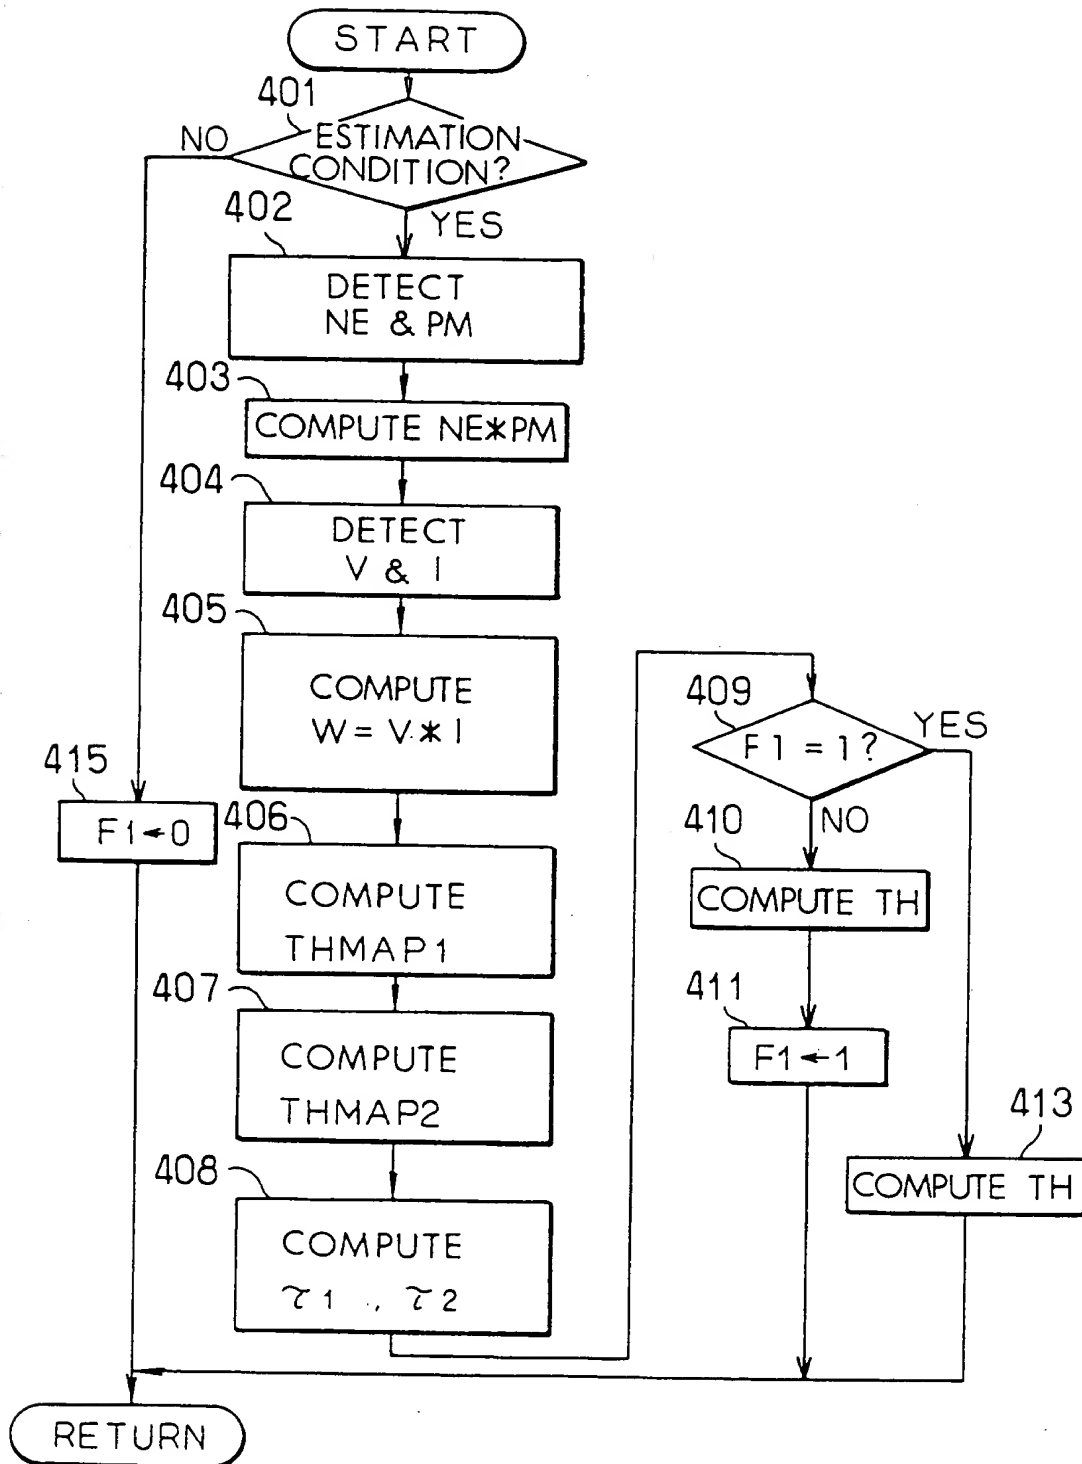 START
401
NO
ESTIMATION
CONDITION?
402
YES
DETECT
NE & PM
403
COMPUTE NE*PM
404
DETECT
V & I
405
COMPUTE
W = V * I
415
F1←0
406
COMPUTE
THMAP1
407
COMPUTE
THMAP2
408
COMPUTE
τ1 , τ2
409
YES
F1 = 1?
NO
410
COMPUTE TH
411
F1←1
413
COMPUTE TH
RETURN